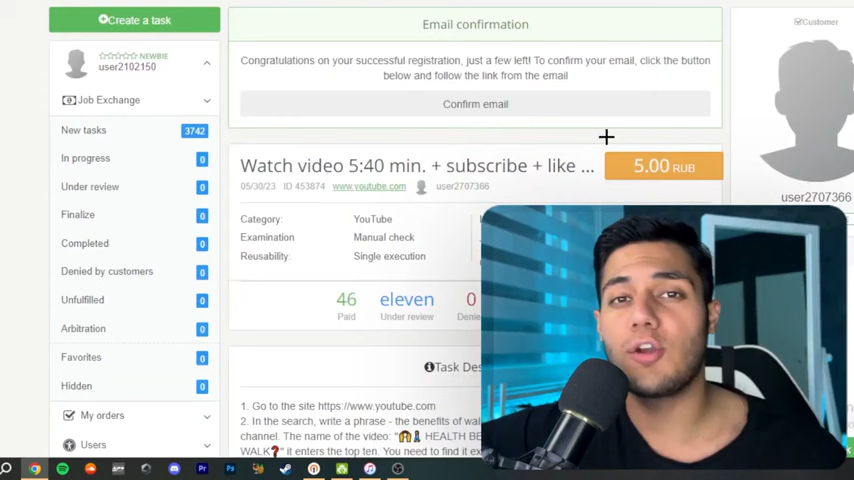 Create a task
NEWBIE
user2102150
Job Exchange
New tasks 3742
In progress 0
Under review 0
Finalize 0
Completed 0
Denied by customers 0
Unfulfilled 0
Arbitration 0
Favorites 0
Hidden 0
My orders
Users
Email confirmation
Congratulations on your successful registration, just a few left! To confirm your email, click the button
below and follow the link from the email
Confirm email
Watch video 5:40 min. + subscribe + like ...
5.00 RUB
05/30/23 ID 453874 www.youtube.com user2707366
Category: YouTube
Examination Manual check
Reusability: Single execution
46 eleven 0
Paid Under review
Task
1. Go to the site https://www.youtube.com
2. In the search, write a phrase - the benefits of
channel. The name of the video: " HEALTH
WALK❓" it enters the top ten. You need to find it
Customer
user2707366
Pr
Ps